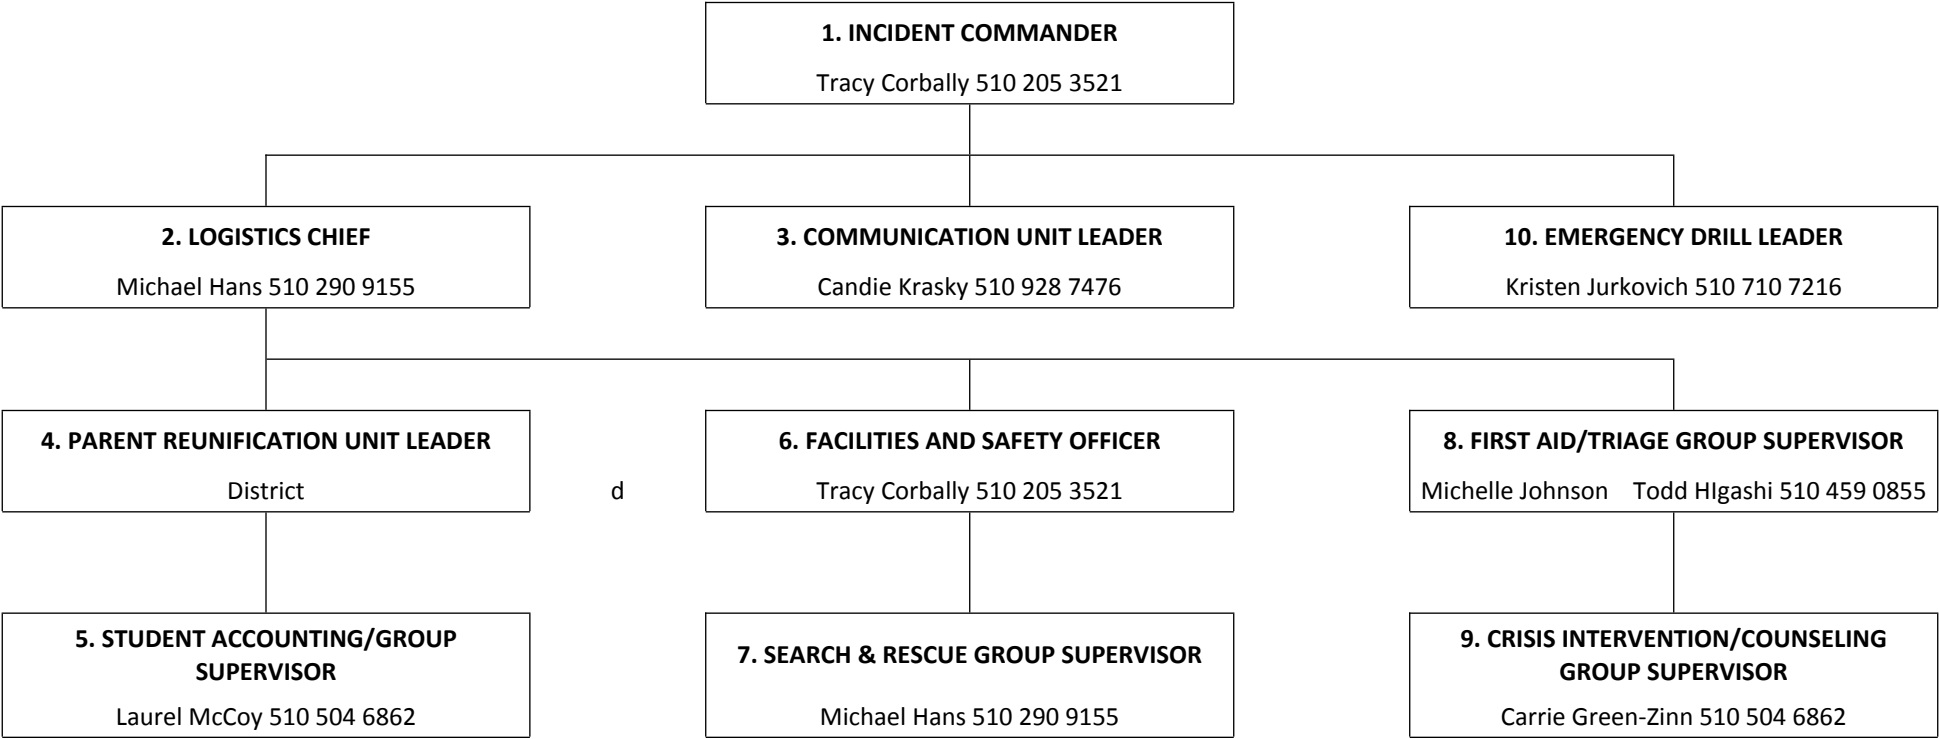 1. INCIDENT COMMANDER
Tracy Corbally 510 205 3521
2. LOGISTICS CHIEF
Michael Hans 510 290 9155
3. COMMUNICATION UNIT LEADER
Candie Krasky 510 928 7476
10. EMERGENCY DRILL LEADER
Kristen Jurkovich 510 710 7216
4. PARENT REUNIFICATION UNIT LEADER
District
d
6. FACILITIES AND SAFETY OFFICER
Tracy Corbally 510 205 3521
8. FIRST AID/TRIAGE GROUP SUPERVISOR
Michelle Johnson Todd HIgashi 510 459 0855
5. STUDENT ACCOUNTING/GROUP
SUPERVISOR
Laurel McCoy 510 504 6862
7. SEARCH & RESCUE GROUP SUPERVISOR
Michael Hans 510 290 9155
9. CRISIS INTERVENTION/COUNSELING
GROUP SUPERVISOR
Carrie Green-Zinn 510 504 6862